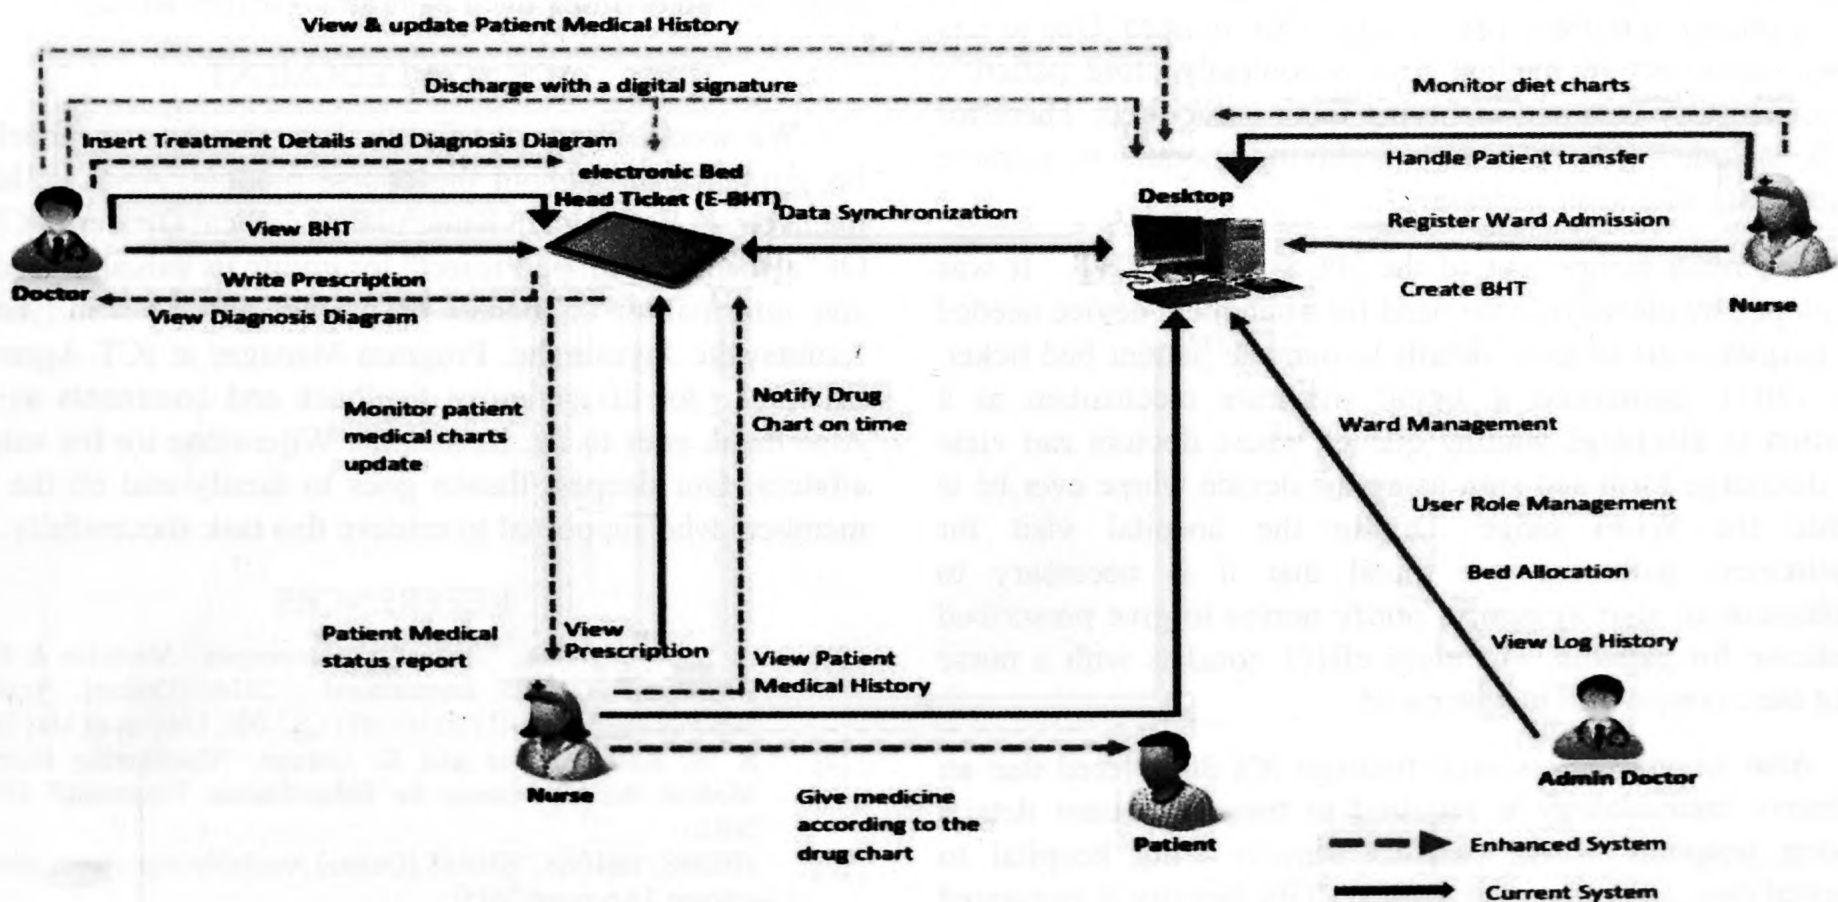 View & update Patient Medical History
Discharge with a digital signature
Monitor diet charts
Insert Treatment Details and Diagnosis Diagram
Handle Patient transfer
electronic Bed
Head Ticket (E-BHT)
Desktop
Data Synchronization
Register Ward Admission
View BHT
Write Prescription
Create BHT
Doctor
Nurse
View Diagnosis Diagram
Monitor patient
medical charts
update
Notify Drug
Chart on time
Ward Management
User Role Management
Bed Allocation
Patient Medical
status report
View
Prescription
View Log History
View Patient
Medical History
Nurse
Admin Doctor
Give medicine
according to the
drug chart
Patient
Enhanced System
Current System